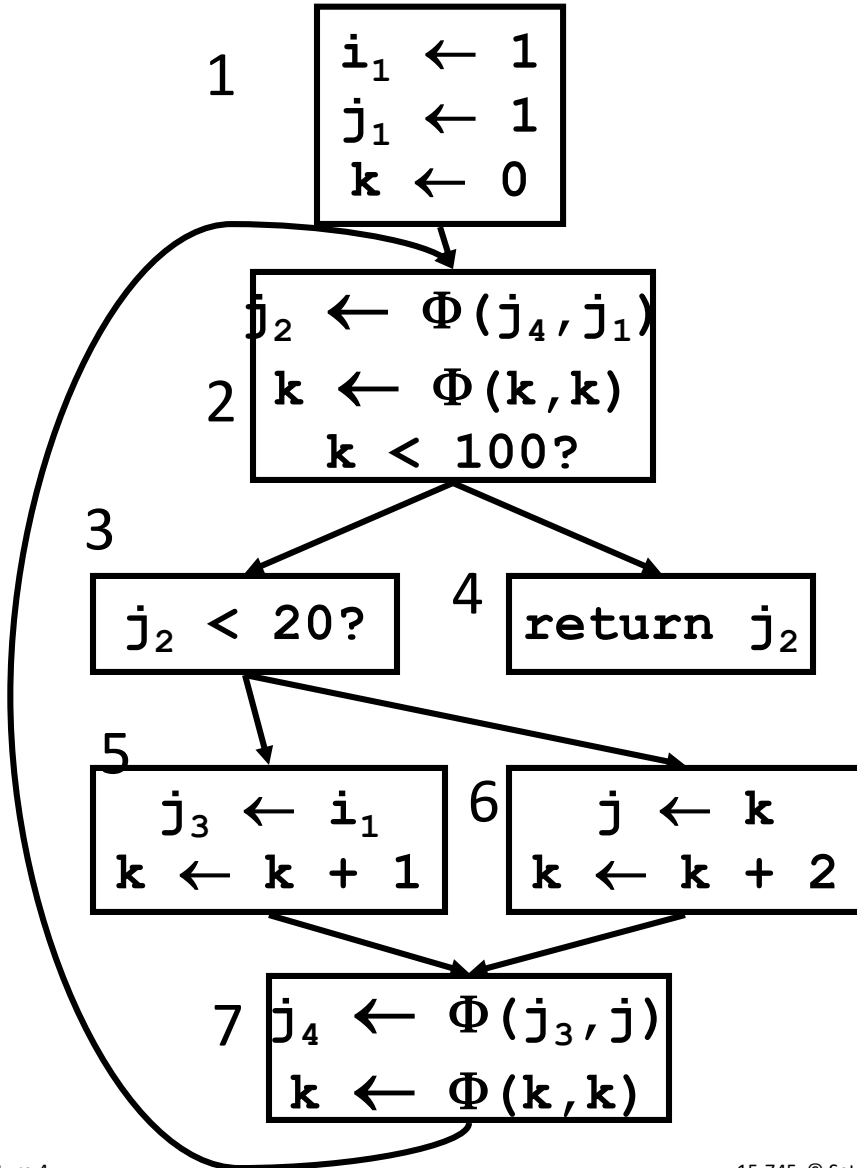 1
i₁ ← 1
j₁ ← 1
k ← 0
2
j₂ ← Φ(j₄,j₁)
k ← Φ(k,k)
k < 100?
3
j₂ < 20?
4
return j₂
5
j₃ ← i₁
k ← k + 1
6
j ← k
k ← k + 2
7
j₄ ← Φ(j₃,j)
k ← Φ(k,k)